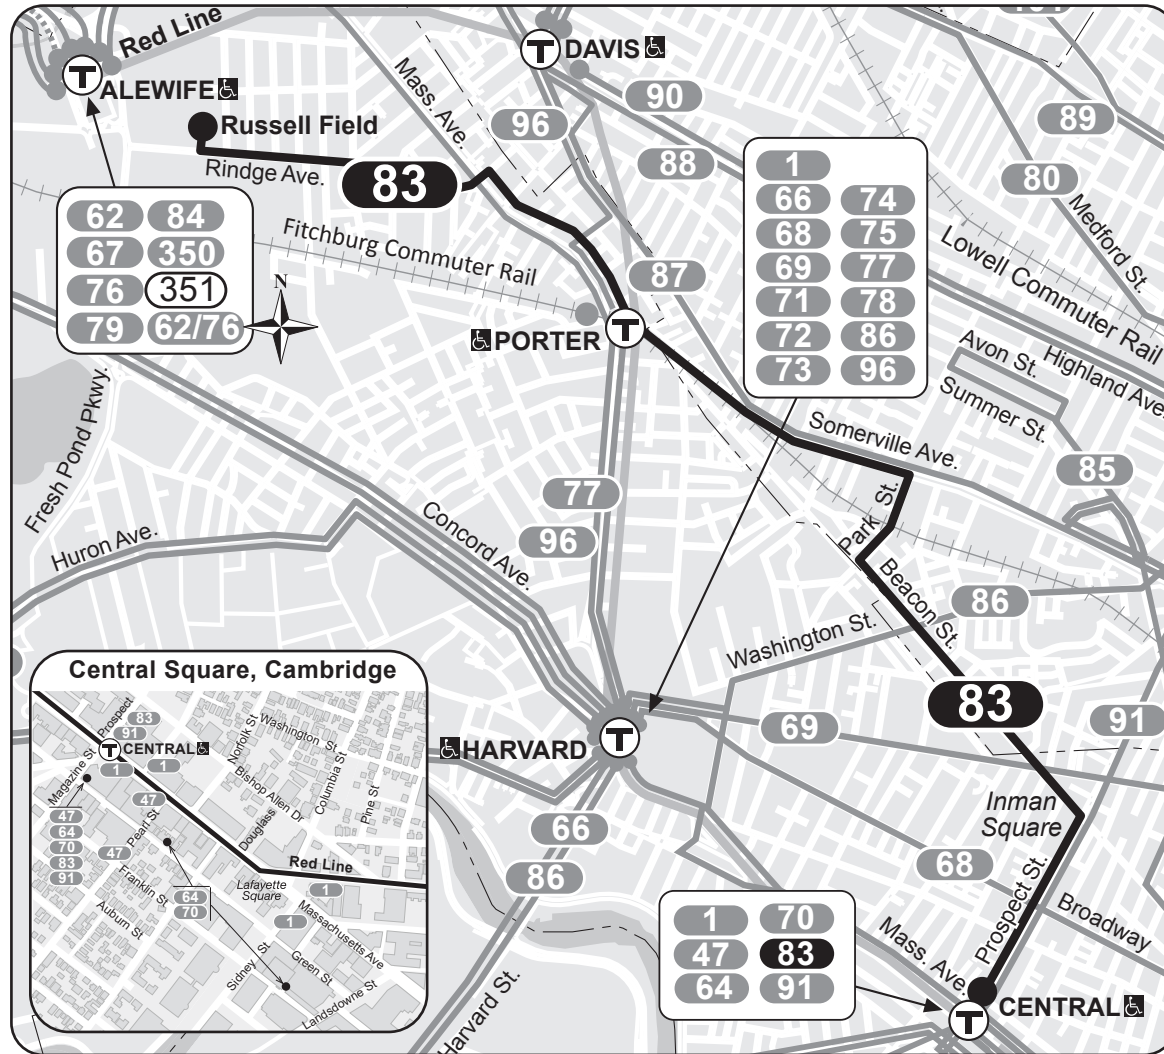 Red Line
ALEWIFE
DAVIS
Mass. Ave.
Russell Field
Rindge Ave.
83
96
90
88
89
80
Medford St.
62 84
67 350
76 351
79 62/76
N
Fitchburg Commuter Rail
87
PORTER
1
66 74
68 75
69 77
71 78
72 86
73 96
Lowell Commuter Rail
Avon St.
Highland Ave.
Summer St.
Somerville Ave.
85
Fresh Pond Pkwy.
Huron Ave.
Concord Ave.
77
96
Park St.
Beacon St.
86
Washington St.
83
69
91
HARVARD
Inman
Square
66
86
68
Prospect St.
Broadway
Mass. Ave.
1 70
47 83
64 91
CENTRAL
Harvard St.
Central Square, Cambridge
Prospect
83
91
CENTRAL
1
1
Magazine St
47
64
70
83
91
47
Pearl St
47
Norfolk St
Washington St
Bishop Allen Dr
Columbia St
Pine St
Douglass
Red Line
Lafayette
Square
1
1
Franklin St
64
70
Auburn St
Massachusetts Ave
Green St
Sidney St
Landsdowne St